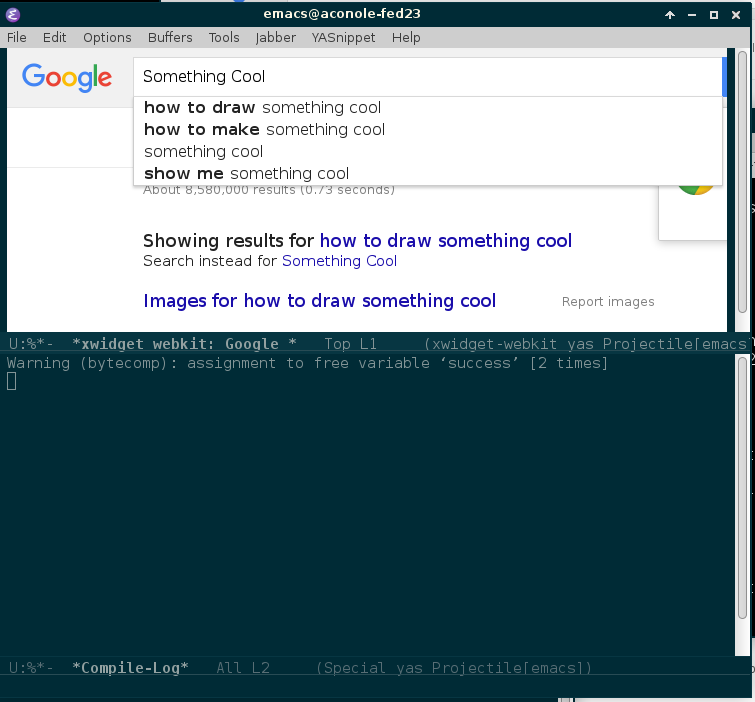 emacs@aconole-fed23
File Edit Options Buffers Tools Jabber YASnippet Help
Google Something Cool
how to draw something cool
how to make something cool
something cool
show me something cool
About 8,580,000 results (0.73 seconds)
Showing results for how to draw something cool
Search instead for Something Cool
Images for how to draw something cool Report images
U:%*- *xwidget webkit: Google * Top L1 (xwidget-webkit yas Projectile[emacs
Warning (bytecomp): assignment to free variable ‘success’ [2 times]
U:%*- *Compile-Log* All L2 (Special yas Projectile[emacs])